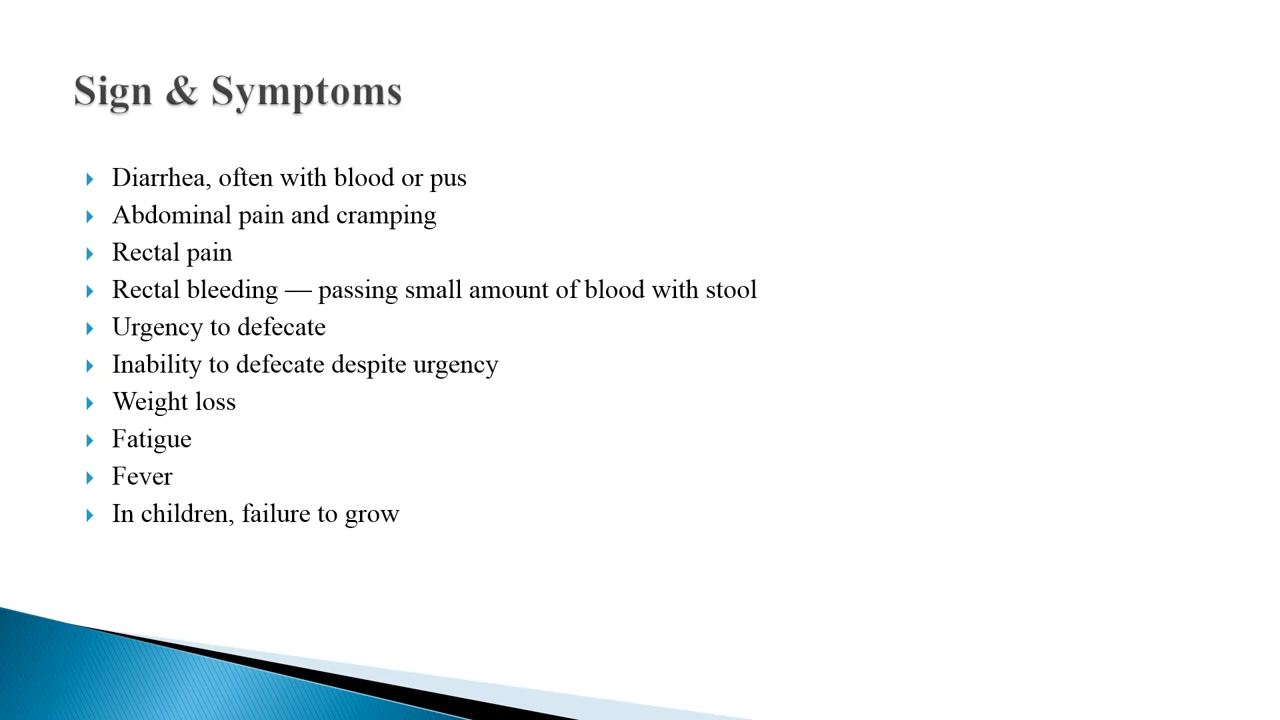 Sign & Symptoms
Diarrhea, often with blood or pus
Abdominal pain and cramping
Rectal pain
Rectal bleeding — passing small amount of blood with stool
Urgency to defecate
Inability to defecate despite urgency
Weight loss
Fatigue
Fever
In children, failure to grow